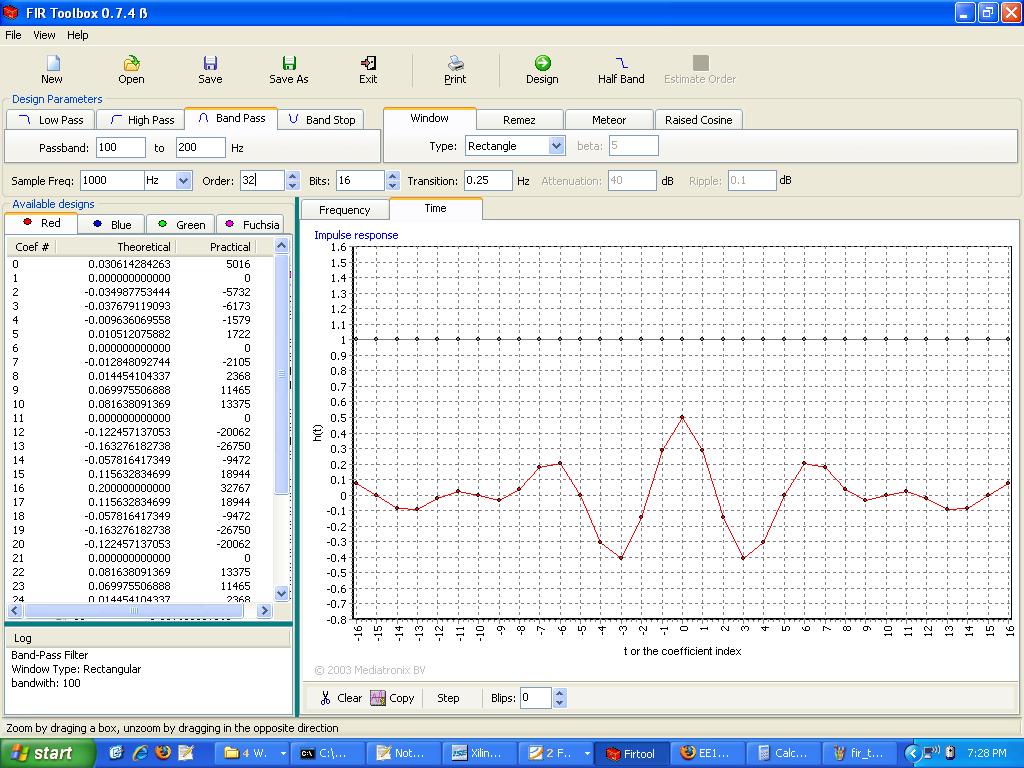 FIR Toolbox 0.7.4 ß
File View Help
New Open Save Save As Exit Print Design Half Band Estimate Order
Design Parameters
Low Pass High Pass Band Pass Band Stop Window Remez Meteor Raised Cosine
Passband: 100 to 200 Hz Type: Rectangle beta: 5
Sample Freq: 1000 Hz Order: 32 Bits: 16 Transition: 0.25 Hz Attenuation: 40 dB Ripple: 0.1 dB
Available designs
Red Blue Green Fuchsia
Coef # Theoretical Practical
0 0.030614284263 5016
1 0.000000000000 0
2 -0.034987753444 -5732
3 -0.037679119093 -6173
4 -0.009636069558 -1579
5 0.010512075882 1722
6 0.000000000000 0
7 -0.012848092744 -2105
8 0.014454104337 2368
9 0.069975506888 11465
10 0.081638091369 13375
11 0.000000000000 0
12 -0.122457137053 -20062
13 -0.163276182738 -26750
14 -0.057816417349 -9472
15 0.115632834699 18944
16 0.200000000000 32767
17 0.115632834699 18944
18 -0.057816417349 -9472
19 -0.163276182738 -26750
20 -0.122457137053 -20062
21 0.000000000000 0
22 0.081638091369 13375
23 0.069975506888 11465
24 0.014454104337 2368
Log
Band-Pass Filter
Window Type: Rectangular
bandwith: 100
Frequency Time
Impulse response
1.6
1.5
1.4
1.3
1.2
1.1
1
0.9
0.8
0.7
0.6
0.5
0.4
0.3
0.2
0.1
0
-0.1
-0.2
-0.3
-0.4
-0.5
-0.6
-0.7
-0.8
h(t)
-16 -15 -14 -13 -12 -11 -10 -9 -8 -7 -6 -5 -4 -3 -2 -1 0 1 2 3 4 5 6 7 8 9 10 11 12 13 14 15 16
t or the coefficient index
© 2003 Mediatronix BV
Clear Copy Step Blips: 0
Zoom by draging a box, unzoom by dragging in the opposite direction
start 4 W... C:\... Not... Xilin... 2 F... Firtool EE1... Calc... fir_t... 7:28 PM